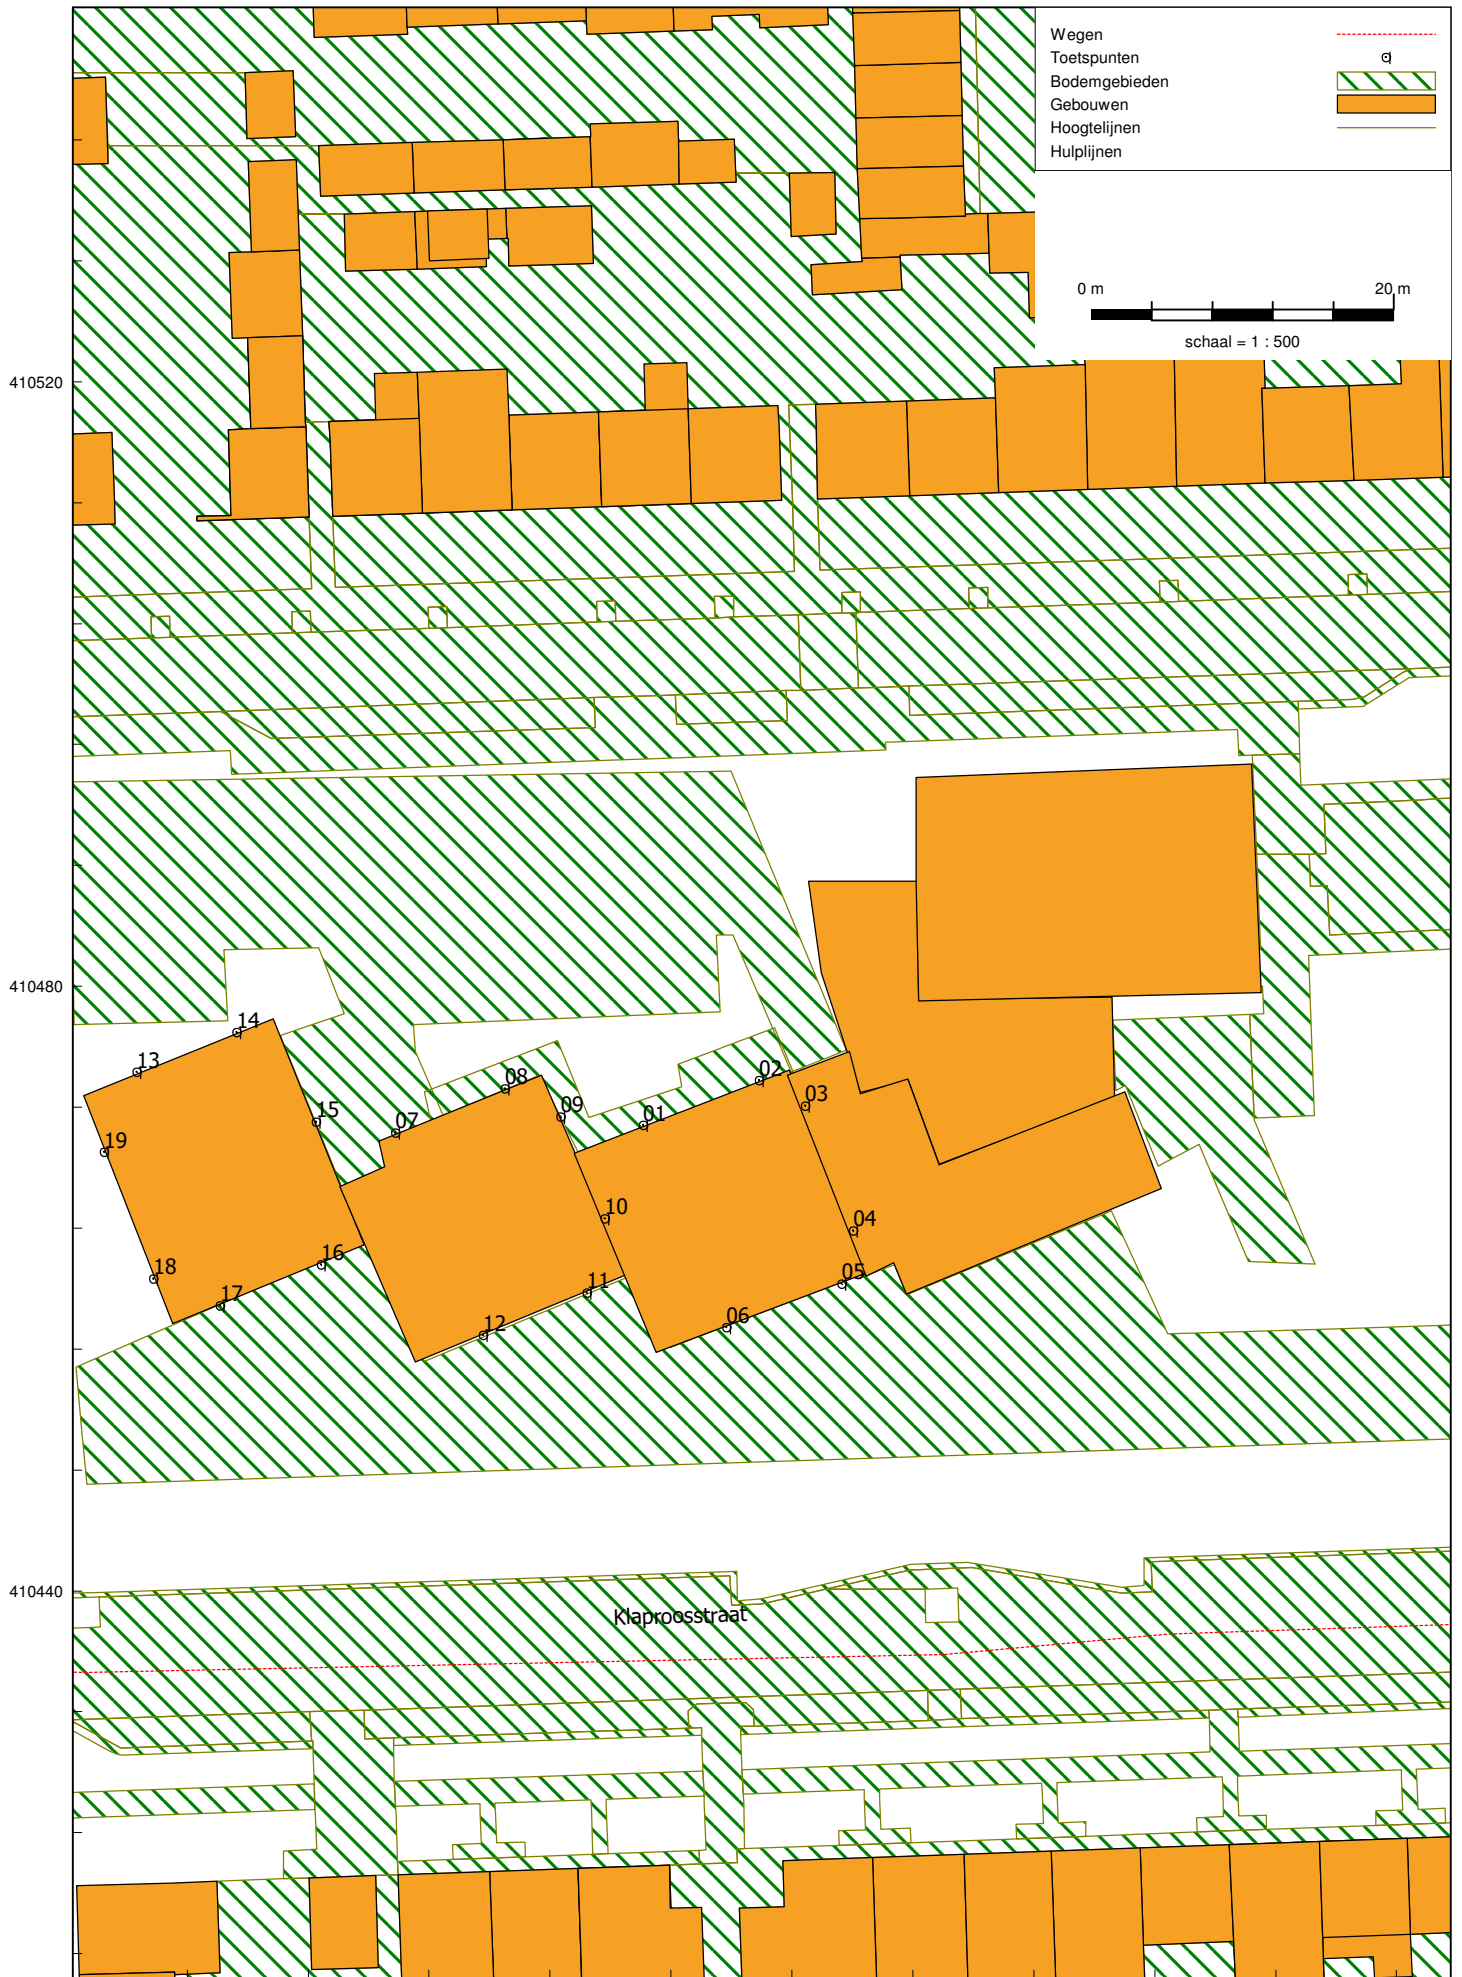 Wegen
Toetspunten
Bodemgebieden
Gebouwen
Hoogtelijnen
Hulplijnen
0 m
20 m
schaal = 1 : 500
410520
410480
14
13
08
02
15
07
09
01
03
19
10
04
16
18
17
11
05
12
06
410440
Klaproosstraat